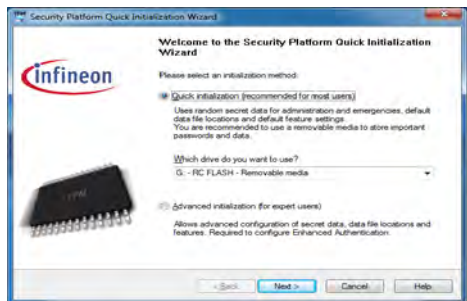 Security Platform Quick Initialization Wizard
Welcome to the Security Platform Quick Initialization
Wizard
infineon
Please select an initialization method:
Quick initialization (recommended for most users)
Uses random secret data for administration and emergencies, default
data file locations and default feature settings.
You are recommended to use a removable media to store important
passwords and data.
Which drive do you want to use?
G: - RC FLASH - Removable media
TPM
Advanced initialization (for expert users)
Allows advanced configuration of secret data, data file locations and
features. Required to configure Enhanced Authentication.
< Back
Next >
Cancel
Help